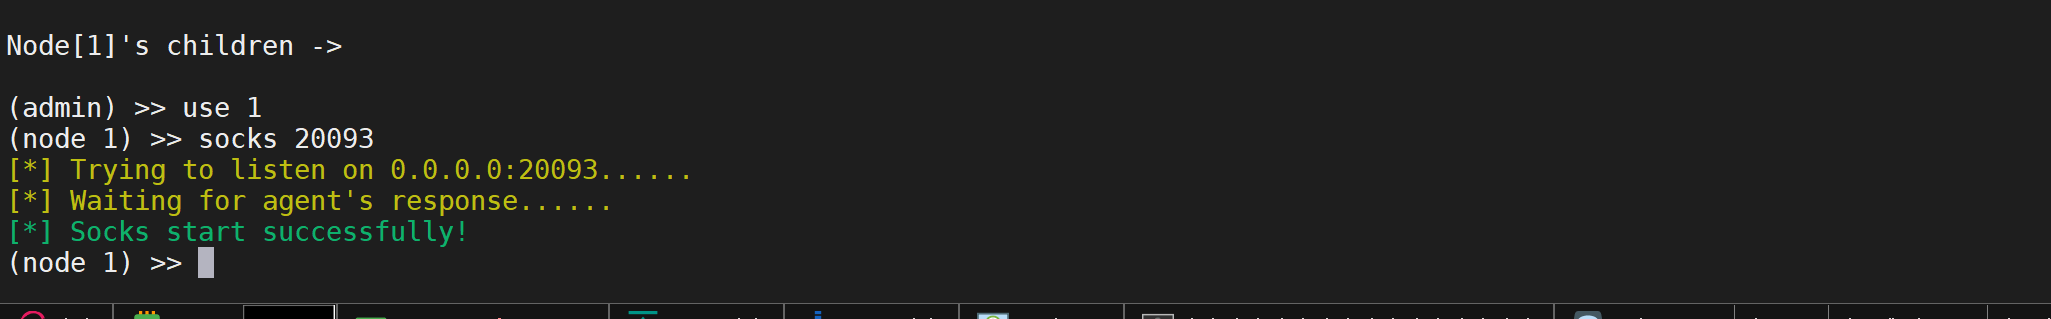 Node[1]'s children ->
(admin) >> use 1
(node 1) >> socks 20093
[*] Trying to listen on 0.0.0.0:20093......
[*] Waiting for agent's response......
[*] Socks start successfully!
(node 1) >>